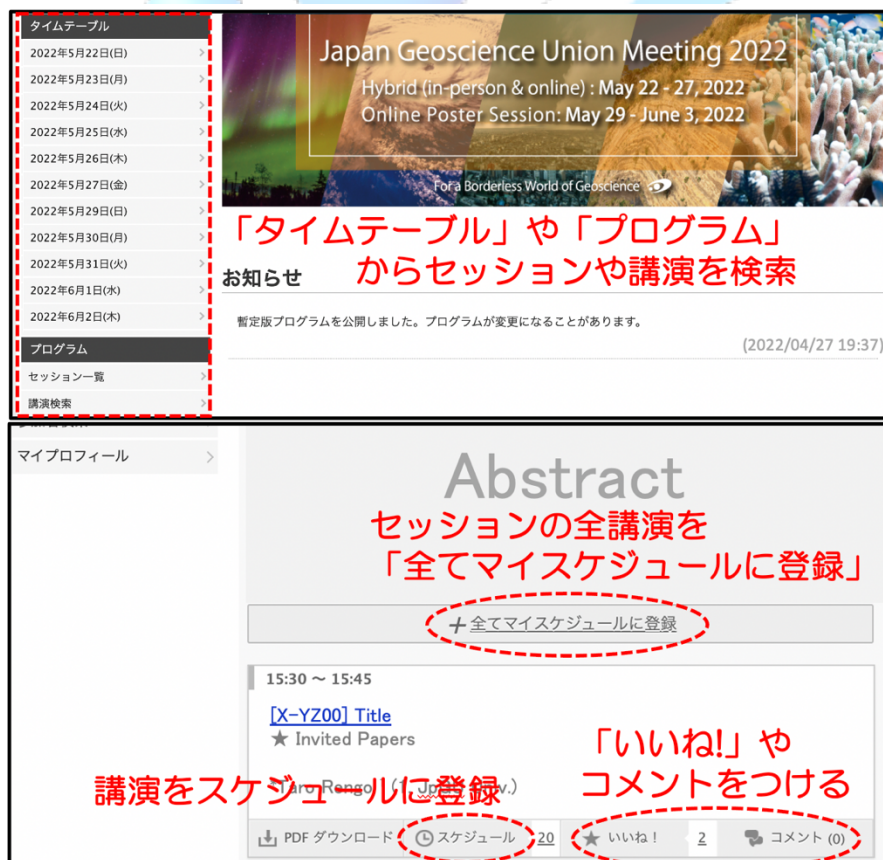 タイムテーブル
2022年5月22日(日)
2022年5月23日(月)
2022年5月24日(火)
2022年5月25日(水)
2022年5月26日(木)
2022年5月27日(金)
2022年5月29日(日)
2022年5月30日(月)
2022年5月31日(火)
2022年6月1日(水)
2022年6月2日(木)
プログラム
セッション一覧
講演検索
Japan Geoscience Union Meeting 2022
Hybrid (in-person & online) : May 22 - 27, 2022
Online Poster Session: May 29 - June 3, 2022
For a Borderless World of Geoscience
「タイムテーブル」や「プログラム」
からセッションや講演を検索
お知らせ
暫定版プログラムを公開しました。プログラムが変更になることがあります。
(2022/04/27 19:37)
マイプロフィール
Abstract
セッションの全講演を
「全てマイスケジュールに登録」
+全てマイスケジュールに登録
15:30 ~ 15:45
[X-YZ00] Title
★ Invited Papers
「いいね!」や
コメントをつける
講演をスケジュールに登録
PDF ダウンロード
スケジュール 20
★ いいね! 2
コメント (0)